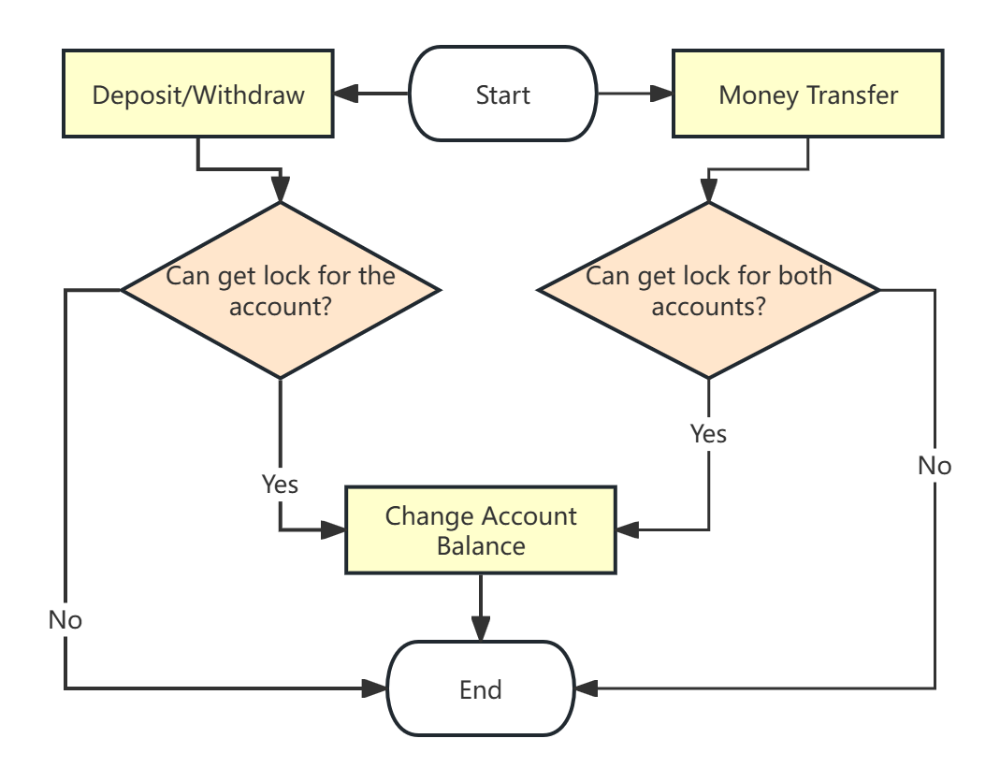 Deposit/Withdraw
Start
Money Transfer
Can get lock for the
account?
Can get lock for both
accounts?
Yes
No
Yes
Change Account
Balance
No
End